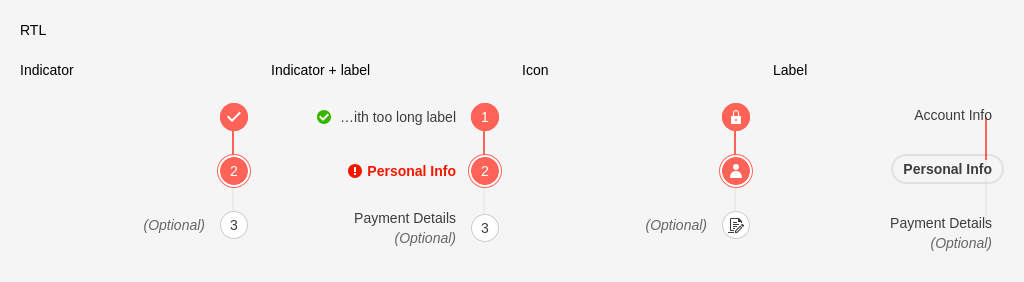 RTL
Indicator
Indicator + label
Icon
Label
2
(Optional)
3
...ith too long label
1
Personal Info
2
Payment Details
(Optional)
3
(Optional)
Account Info
Personal Info
Payment Details
(Optional)